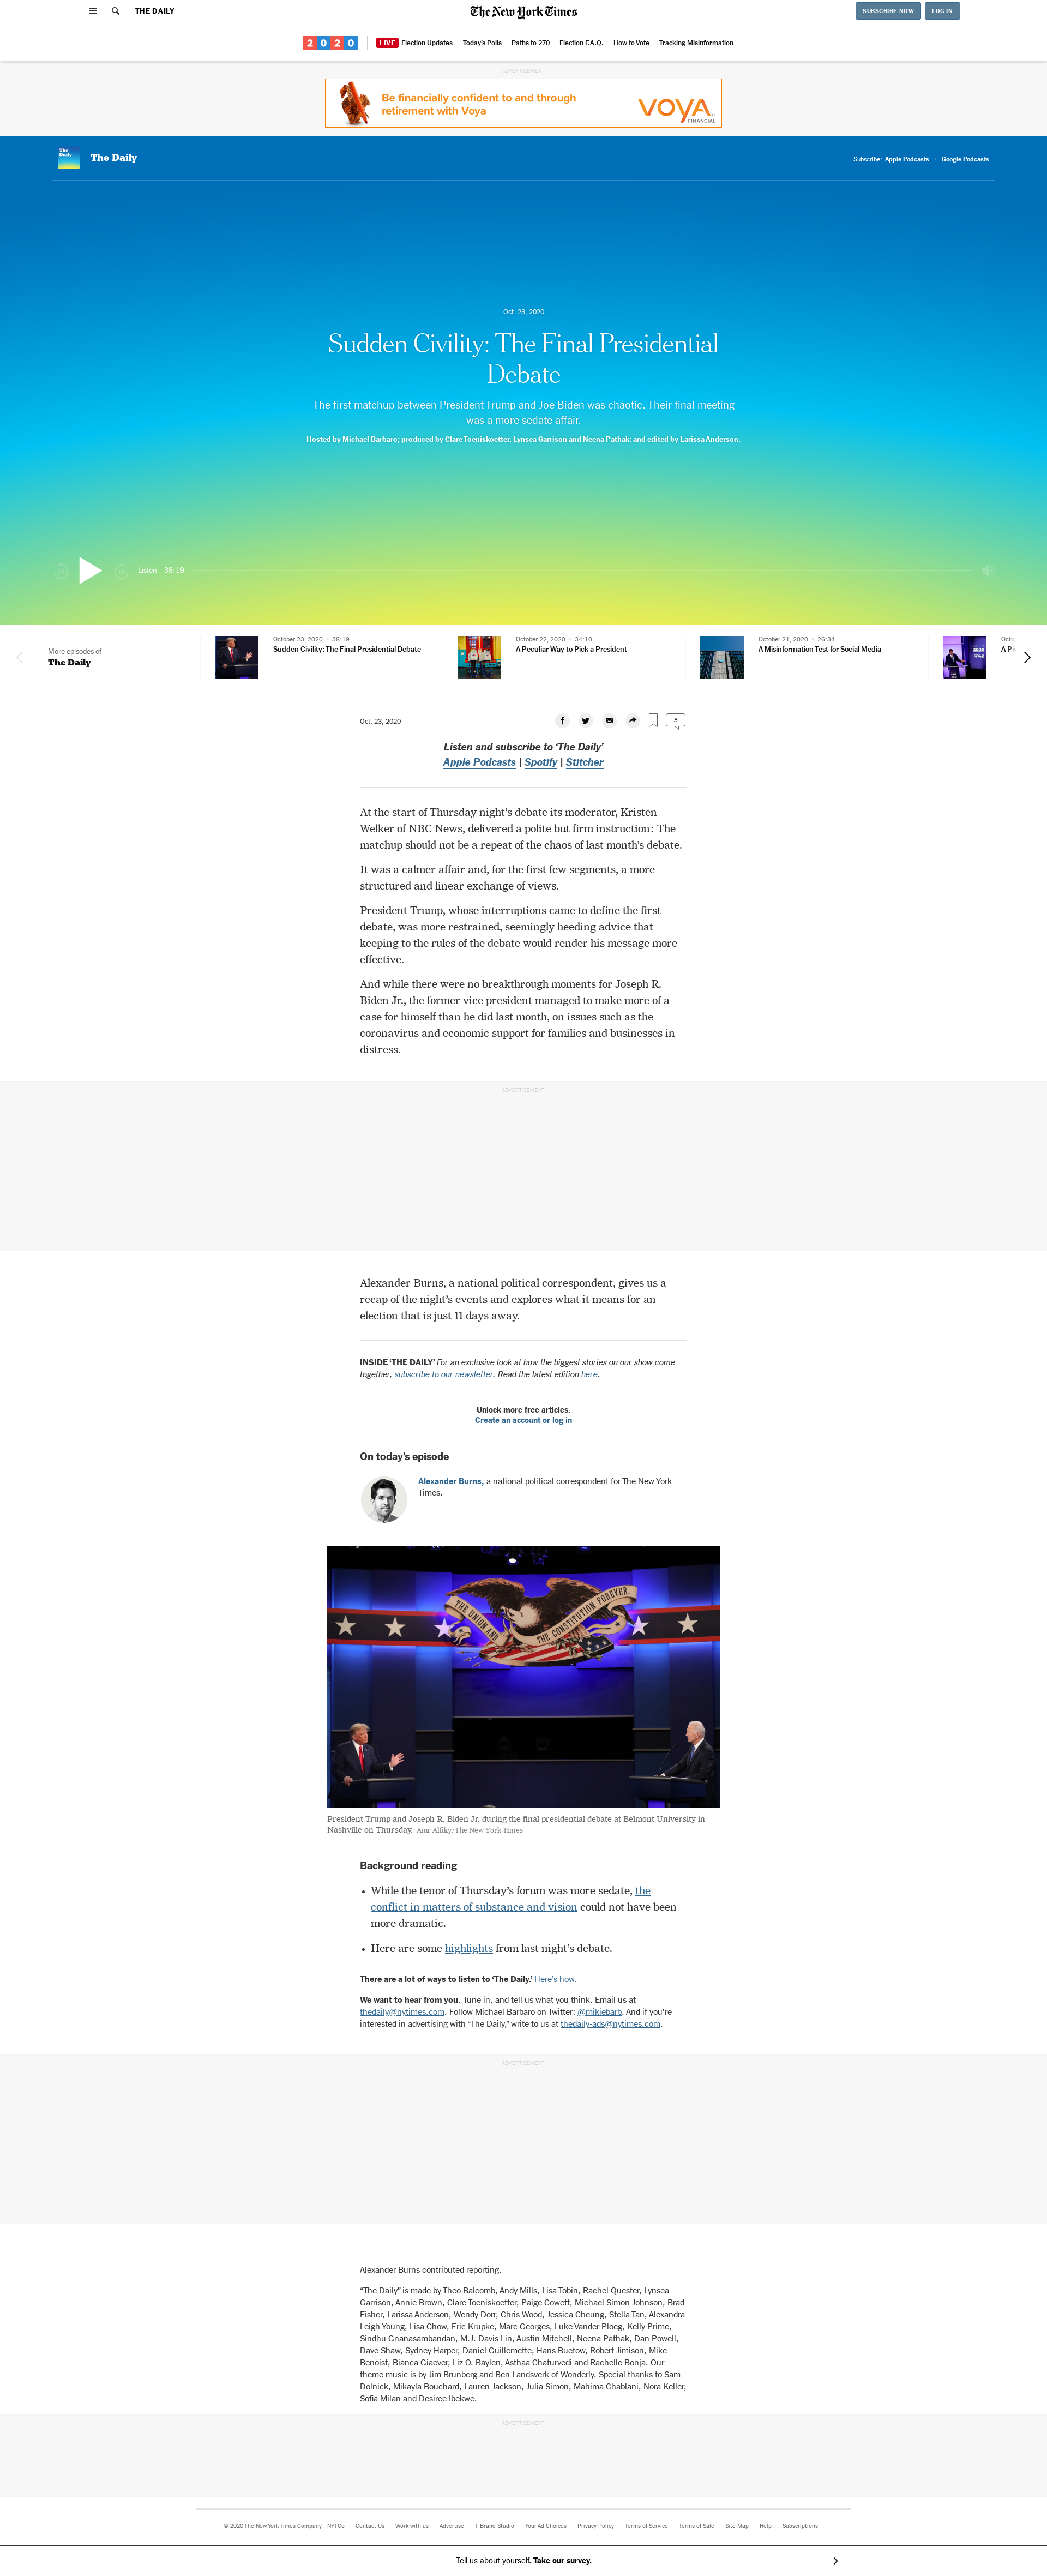 THE DAILY
The New York Times
SUBSCRIBE NOW
LOG IN
2020
LIVE Election Updates
Today's Polls
Paths to 270
Election F.A.Q.
How to Vote
Tracking Misinformation
ADVERTISEMENT
Be financially confident to and through
retirement with Voya
VOYA
FINANCIAL
The Daily
The Daily
Subscribe: Apple Podcasts
Google Podcasts
Oct. 23, 2020
Sudden Civility: The Final Presidential
Debate
The first matchup between President Trump and Joe Biden was chaotic. Their final meeting
was a more sedate affair.
Hosted by Michael Barbaro; produced by Clare Toeniskoetter, Lynsea Garrison and Neena Pathak; and edited by Larissa Anderson.
Listen 38:19
More episodes of
The Daily
October 23, 2020 • 38:19
Sudden Civility: The Final Presidential Debate
October 22, 2020 • 34:10
A Peculiar Way to Pick a President
October 21, 2020 • 26:34
A Misinformation Test for Social Media
Oct. 23, 2020
3
Listen and subscribe to ‘The Daily’
Apple Podcasts | Spotify | Stitcher
At the start of Thursday night’s debate its moderator, Kristen
Welker of NBC News, delivered a polite but firm instruction: The
matchup should not be a repeat of the chaos of last month’s debate.
It was a calmer affair and, for the first few segments, a more
structured and linear exchange of views.
President Trump, whose interruptions came to define the first
debate, was more restrained, seemingly heeding advice that
keeping to the rules of the debate would render his message more
effective.
And while there were no breakthrough moments for Joseph R.
Biden Jr., the former vice president managed to make more of a
case for himself than he did last month, on issues such as the
coronavirus and economic support for families and businesses in
distress.
ADVERTISEMENT
Alexander Burns, a national political correspondent, gives us a
recap of the night’s events and explores what it means for an
election that is just 11 days away.
INSIDE ‘THE DAILY’ For an exclusive look at how the biggest stories on our show come
together, subscribe to our newsletter. Read the latest edition here.
Unlock more free articles.
Create an account or log in
On today’s episode
Alexander Burns, a national political correspondent for The New York
Times.
THE UNION AND THE CONSTITUTION FOREVER
President Trump and Joseph R. Biden Jr. during the final presidential debate at Belmont University in
Nashville on Thursday. Amr Alfiky/The New York Times
Background reading
• While the tenor of Thursday’s forum was more sedate, the
conflict in matters of substance and vision could not have been
more dramatic.
• Here are some highlights from last night’s debate.
There are a lot of ways to listen to ‘The Daily.’ Here’s how.
We want to hear from you. Tune in, and tell us what you think. Email us at
thedaily@nytimes.com. Follow Michael Barbaro on Twitter: @mikiebarb. And if you’re
interested in advertising with “The Daily,” write to us at thedaily-ads@nytimes.com.
ADVERTISEMENT
Alexander Burns contributed reporting.
“The Daily” is made by Theo Balcomb, Andy Mills, Lisa Tobin, Rachel Quester, Lynsea
Garrison, Annie Brown, Clare Toeniskoetter, Paige Cowett, Michael Simon Johnson, Brad
Fisher, Larissa Anderson, Wendy Dorr, Chris Wood, Jessica Cheung, Stella Tan, Alexandra
Leigh Young, Lisa Chow, Eric Krupke, Marc Georges, Luke Vander Ploeg, Kelly Prime,
Sindhu Gnanasambandan, M.J. Davis Lin, Austin Mitchell, Neena Pathak, Dan Powell,
Dave Shaw, Sydney Harper, Daniel Guillemette, Hans Buetow, Robert Jimison, Mike
Benoist, Bianca Giaever, Liz O. Baylen, Asthaa Chaturvedi and Rachelle Bonja. Our
theme music is by Jim Brunberg and Ben Landsverk of Wonderly. Special thanks to Sam
Dolnick, Mikayla Bouchard, Lauren Jackson, Julia Simon, Mahima Chablani, Nora Keller,
Sofia Milan and Desiree Ibekwe.
ADVERTISEMENT
© 2020 The New York Times Company
NYTCo
Contact Us
Work with us
Advertise
T Brand Studio
Your Ad Choices
Privacy Policy
Terms of Service
Terms of Sale
Site Map
Help
Subscriptions
Tell us about yourself. Take our survey.